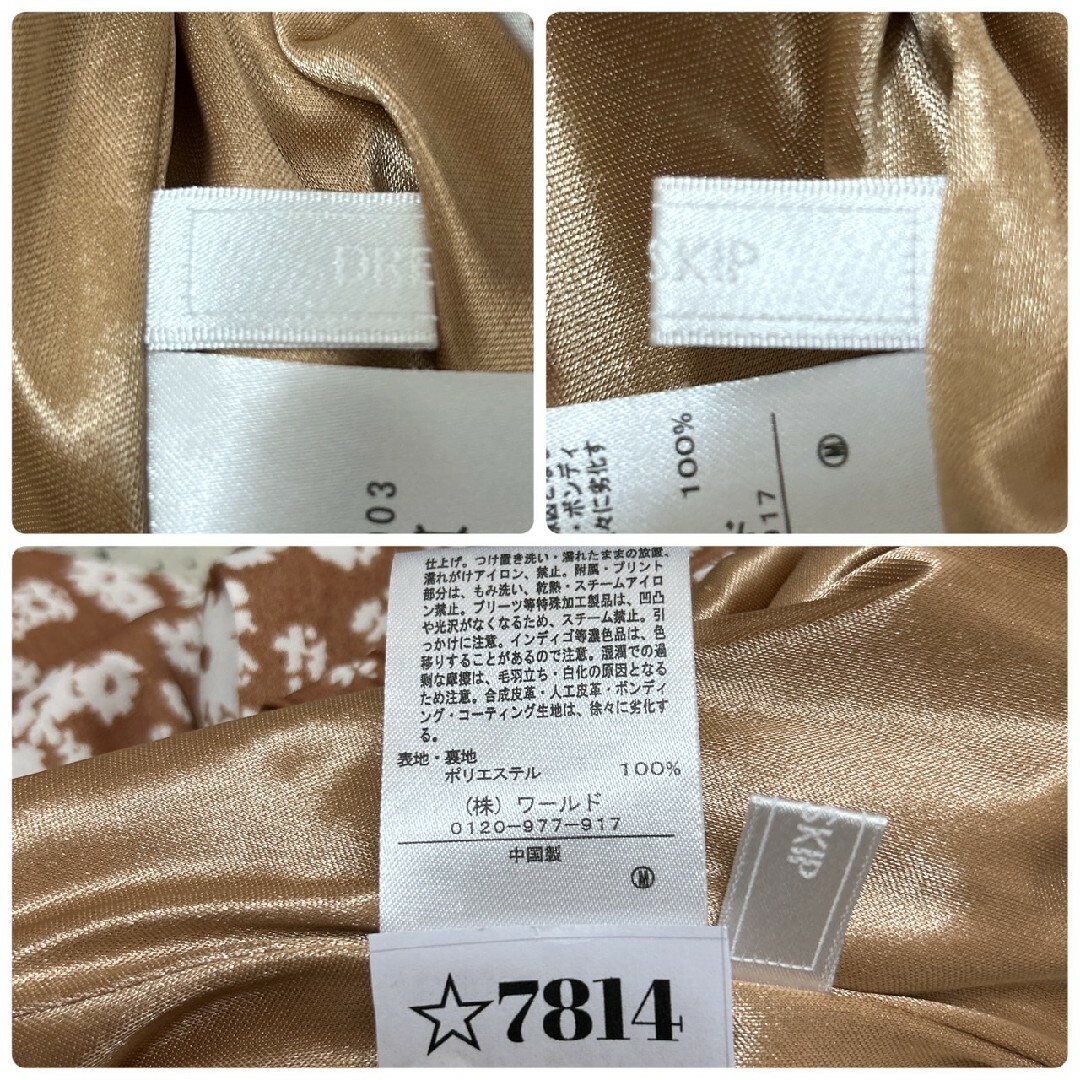 DRE
03
SKIP
・ボンディ
々に劣化す
100%
17
M
仕上げ。つけ置き洗い・濡れたままの放置、
濡れがけアイロン、禁止。附属・プリント
部分は、もみ洗い、乾熱・スチームアイロ
ン禁止。プリーツ等特殊加工製品は、凹凸
や光沢がなくなるため、スチーム禁止。引
っかけに注意。インディゴ等濃色品は、色
移りすることがあるので注意。湿潤での過
剰な摩擦は、毛羽立ち・白化の原因となる
ため注意。合成皮革・人工皮革・ボンディ
ング・コーティング生地は、徐々に劣化す
る。
表地・裏地
ポリエステル 100%
(株) ワールド
0120-977-917
中国製
M
SKIP
☆7814